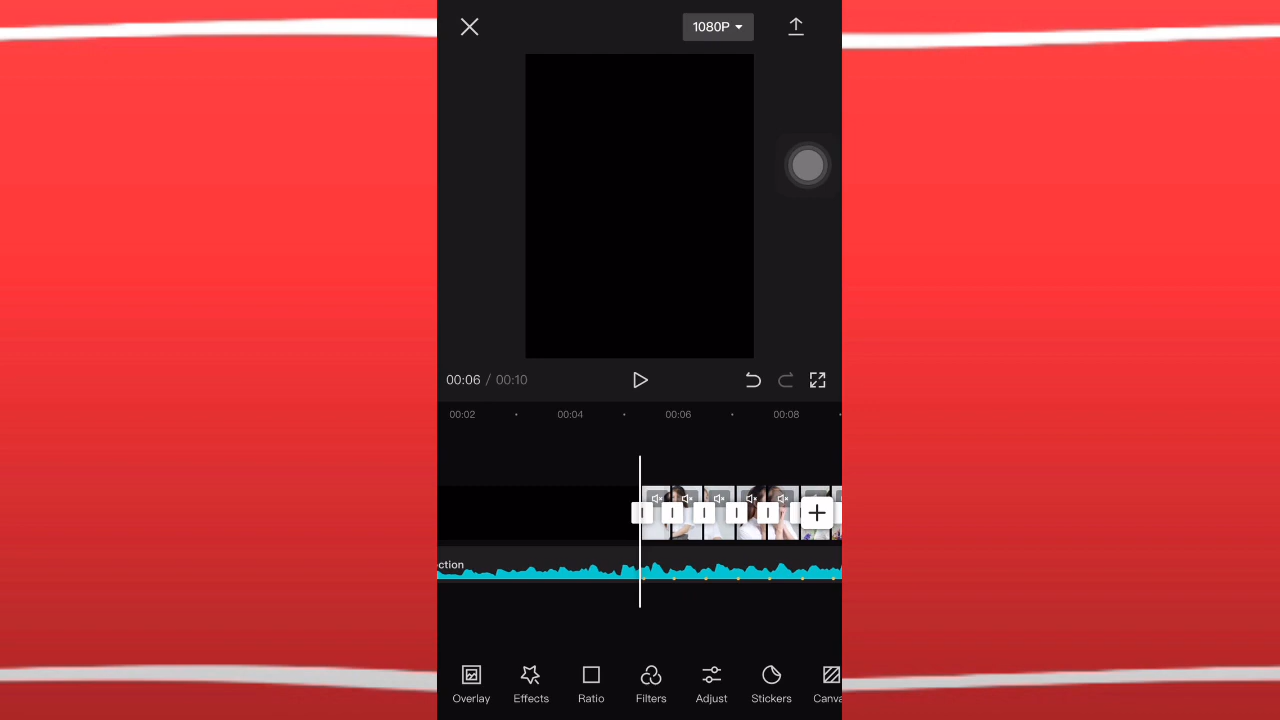 1080P
00:06 / 00:10
00:02 00:04 00:06 00:08
ction
Overlay Effects Ratio Filters Adjust Stickers Canva